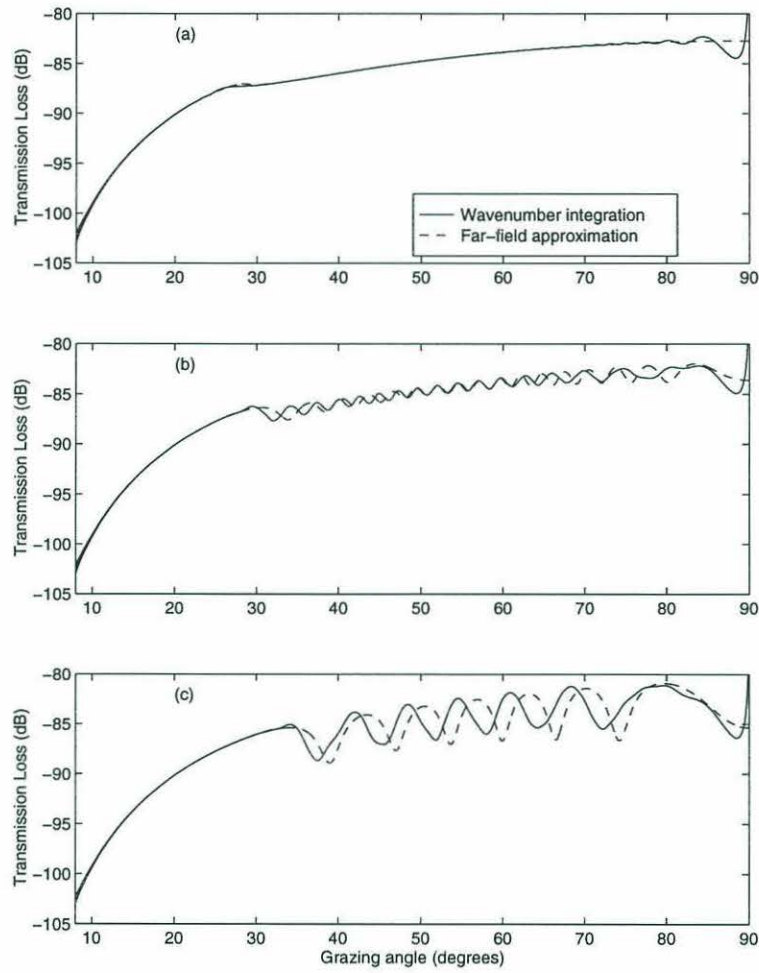 (a)
Transmission Loss (dB)
−80
−85
−90
−95
−100
−105
Wavenumber integration
Far−field approximation
10 20 30 40 50 60 70 80 90
(b)
Transmission Loss (dB)
−80
−85
−90
−95
−100
−105
10 20 30 40 50 60 70 80 90
(c)
Transmission Loss (dB)
−80
−85
−90
−95
−100
−105
10 20 30 40 50 60 70 80 90
Grazing angle (degrees)